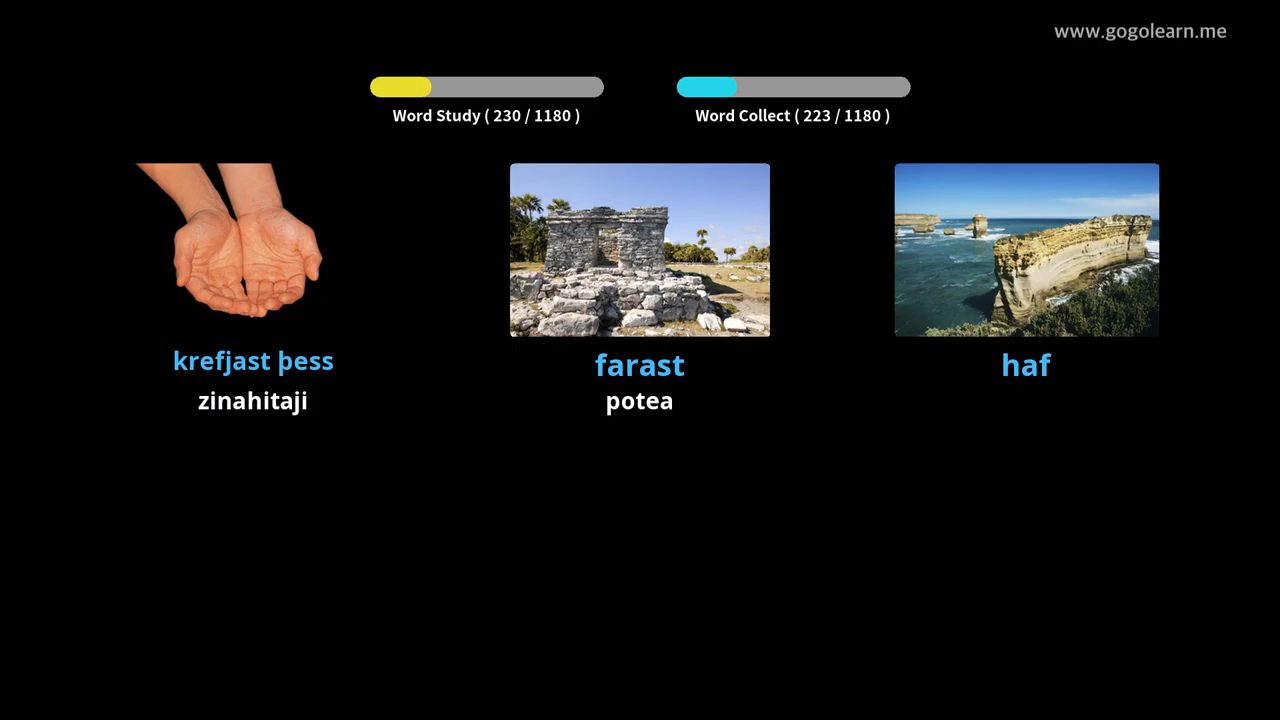 www.gogolearn.me
Word Study ( 230 / 1180 )
Word Collect ( 223 / 1180 )
krefjast þess
zinahitaji
farast
potea
haf